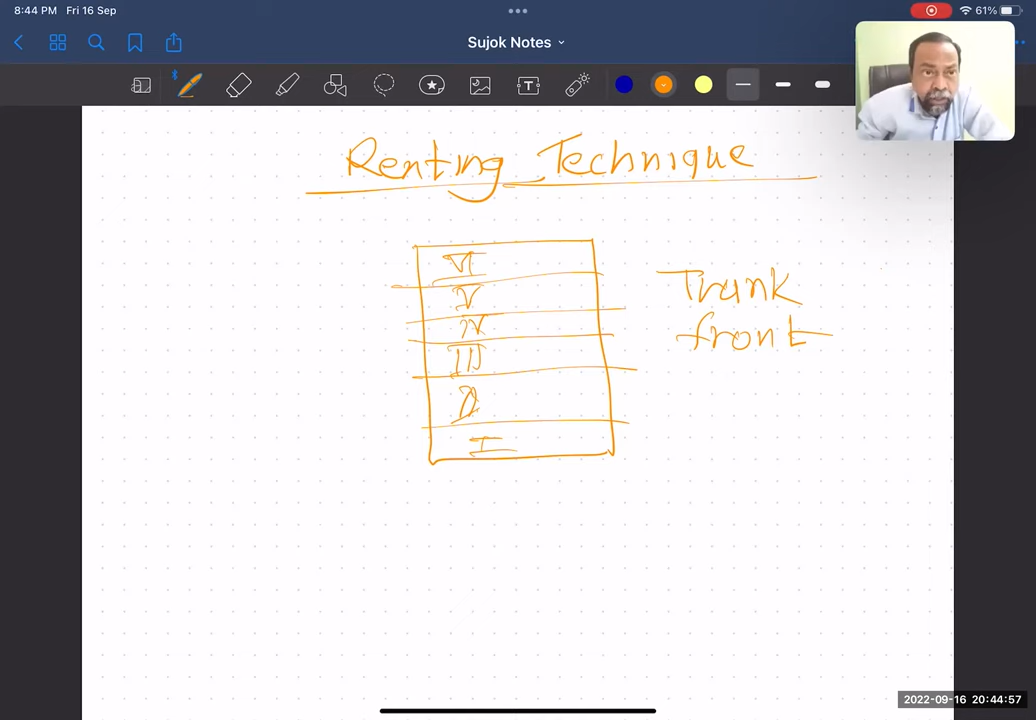 8:44 PM Fri 16 Sep
61%
Sujok Notes
Renting Technique
VI
V
IV
III
II
I
Trunk
front
2022-09-16 20:44:57